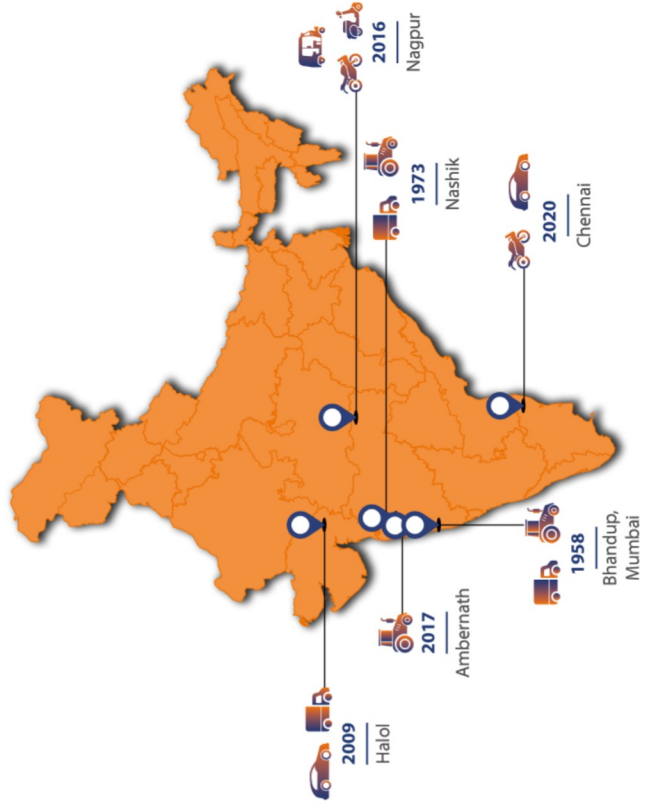 2016
Nagpur
1973
Nashik
2020
Chennai
1958
Bhandup,
Mumbai
2017
Ambernath
2009
Halol